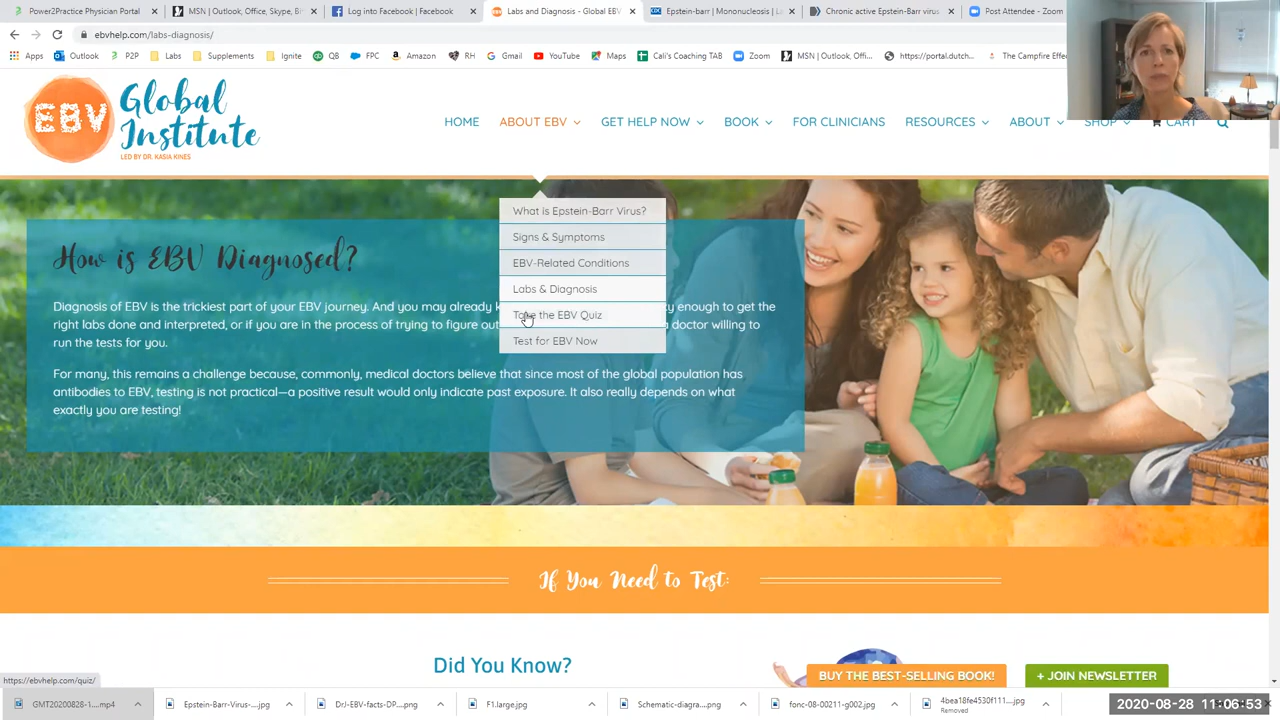 Power2Practice Physician Portal
MSN | Outlook, Office, Skype, Bi
Log into Facebook | Facebook
Labs and Diagnosis - Global EBV
Epstein-barr | Mononucleosis | La
Chronic active Epstein-Barr virus
Post Attendee - Zoom
ebvhelp.com/labs-diagnosis/
Apps
Outlook
P2P
Labs
Supplements
Ignite
QB
FPC
Amazon
RH
Gmail
YouTube
Maps
Cali's Coaching TAB
Zoom
MSN | Outlook, Offi...
https://portal.dutch...
The Campfire Effe
EBV
Global
Institute
LED BY DR. KASIA KINES
HOME
ABOUT EBV
GET HELP NOW
BOOK
FOR CLINICIANS
RESOURCES
ABOUT
SHOP
CART
What Is Epstein-Barr Virus?
Signs & Symptoms
EBV-Related Conditions
Labs & Diagnosis
Take the EBV Quiz
Test for EBV Now
How is EBV Diagnosed?
Diagnosis of EBV is the trickiest part of your EBV journey. And you may already k y enough to get the
right labs done and interpreted, or if you are in the process of trying to figure out a doctor willing to
run the tests for you.
For many, this remains a challenge because, commonly, medical doctors believe that since most of the global population has
antibodies to EBV, testing is not practical—a positive result would only indicate past exposure. It also really depends on what
exactly you are testing!
If You Need to Test:
Did You Know?
BUY THE BEST-SELLING BOOK!
+ JOIN NEWSLETTER
https://ebvhelp.com/quiz/
GMT20200828-1....mp4
Epstein-Barr-Virus-...jpg
DrJ-EBV-facts-DP....png
F1.jpg
Schematic-diagra....png
fonc-08-00211-g002.jpg
4bea18fe4530f111....jpg
Removed
2020-08-28 11:06:53